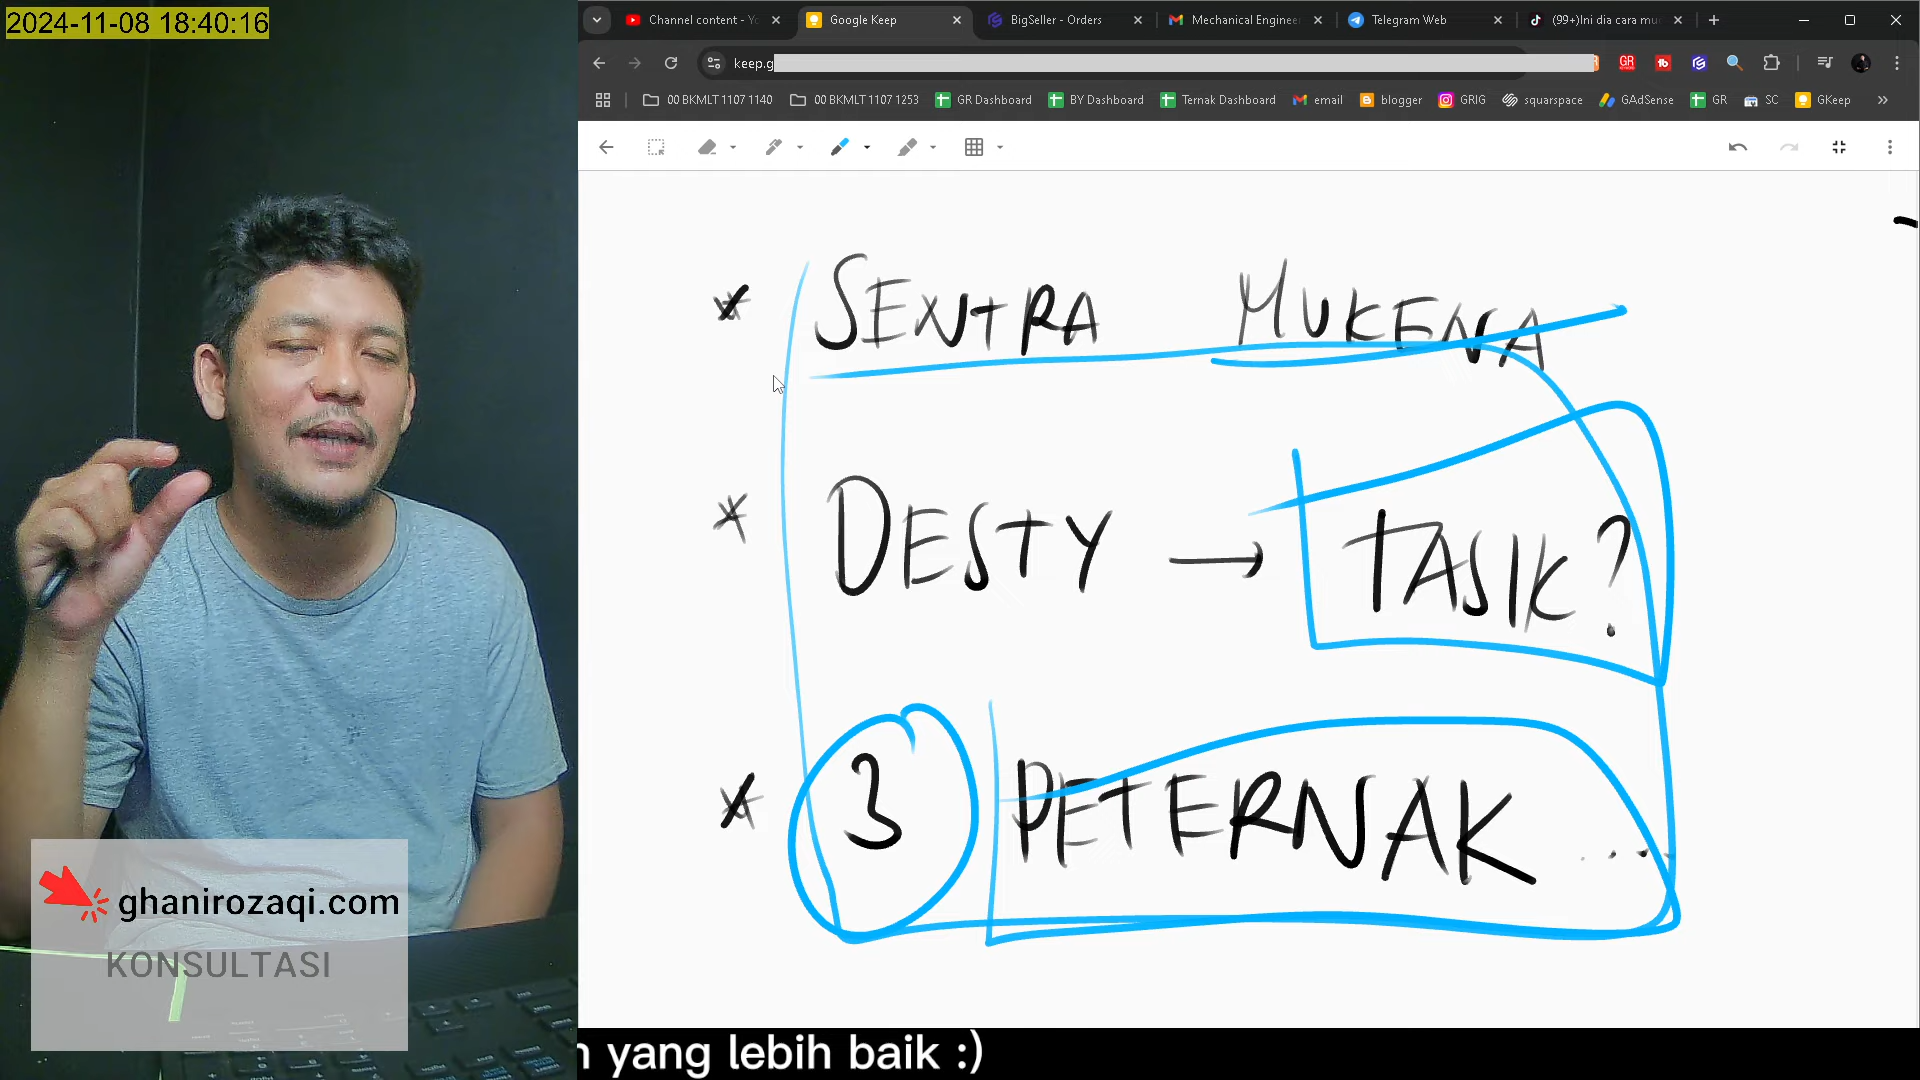 2024-11-08 18:40:16
Channel content - Yo
Google Keep
BigSeller - Orders
Mechanical Enginee
Telegram Web
(99+)Ini dia cara mu
keep.g
00 BKMLT 1107 1140
00 BKMLT 1107 1253
GR Dashboard
BY Dashboard
Ternak Dashboard
email
blogger
GRIG
squarspace
GAdSense
GR
SC
GKeep
* SENTRA MUKENA
* DESTY → TASIK?
* 3 PETERNAK ....
ghanirozaqi.com
KONSULTASI
n yang lebih baik :)